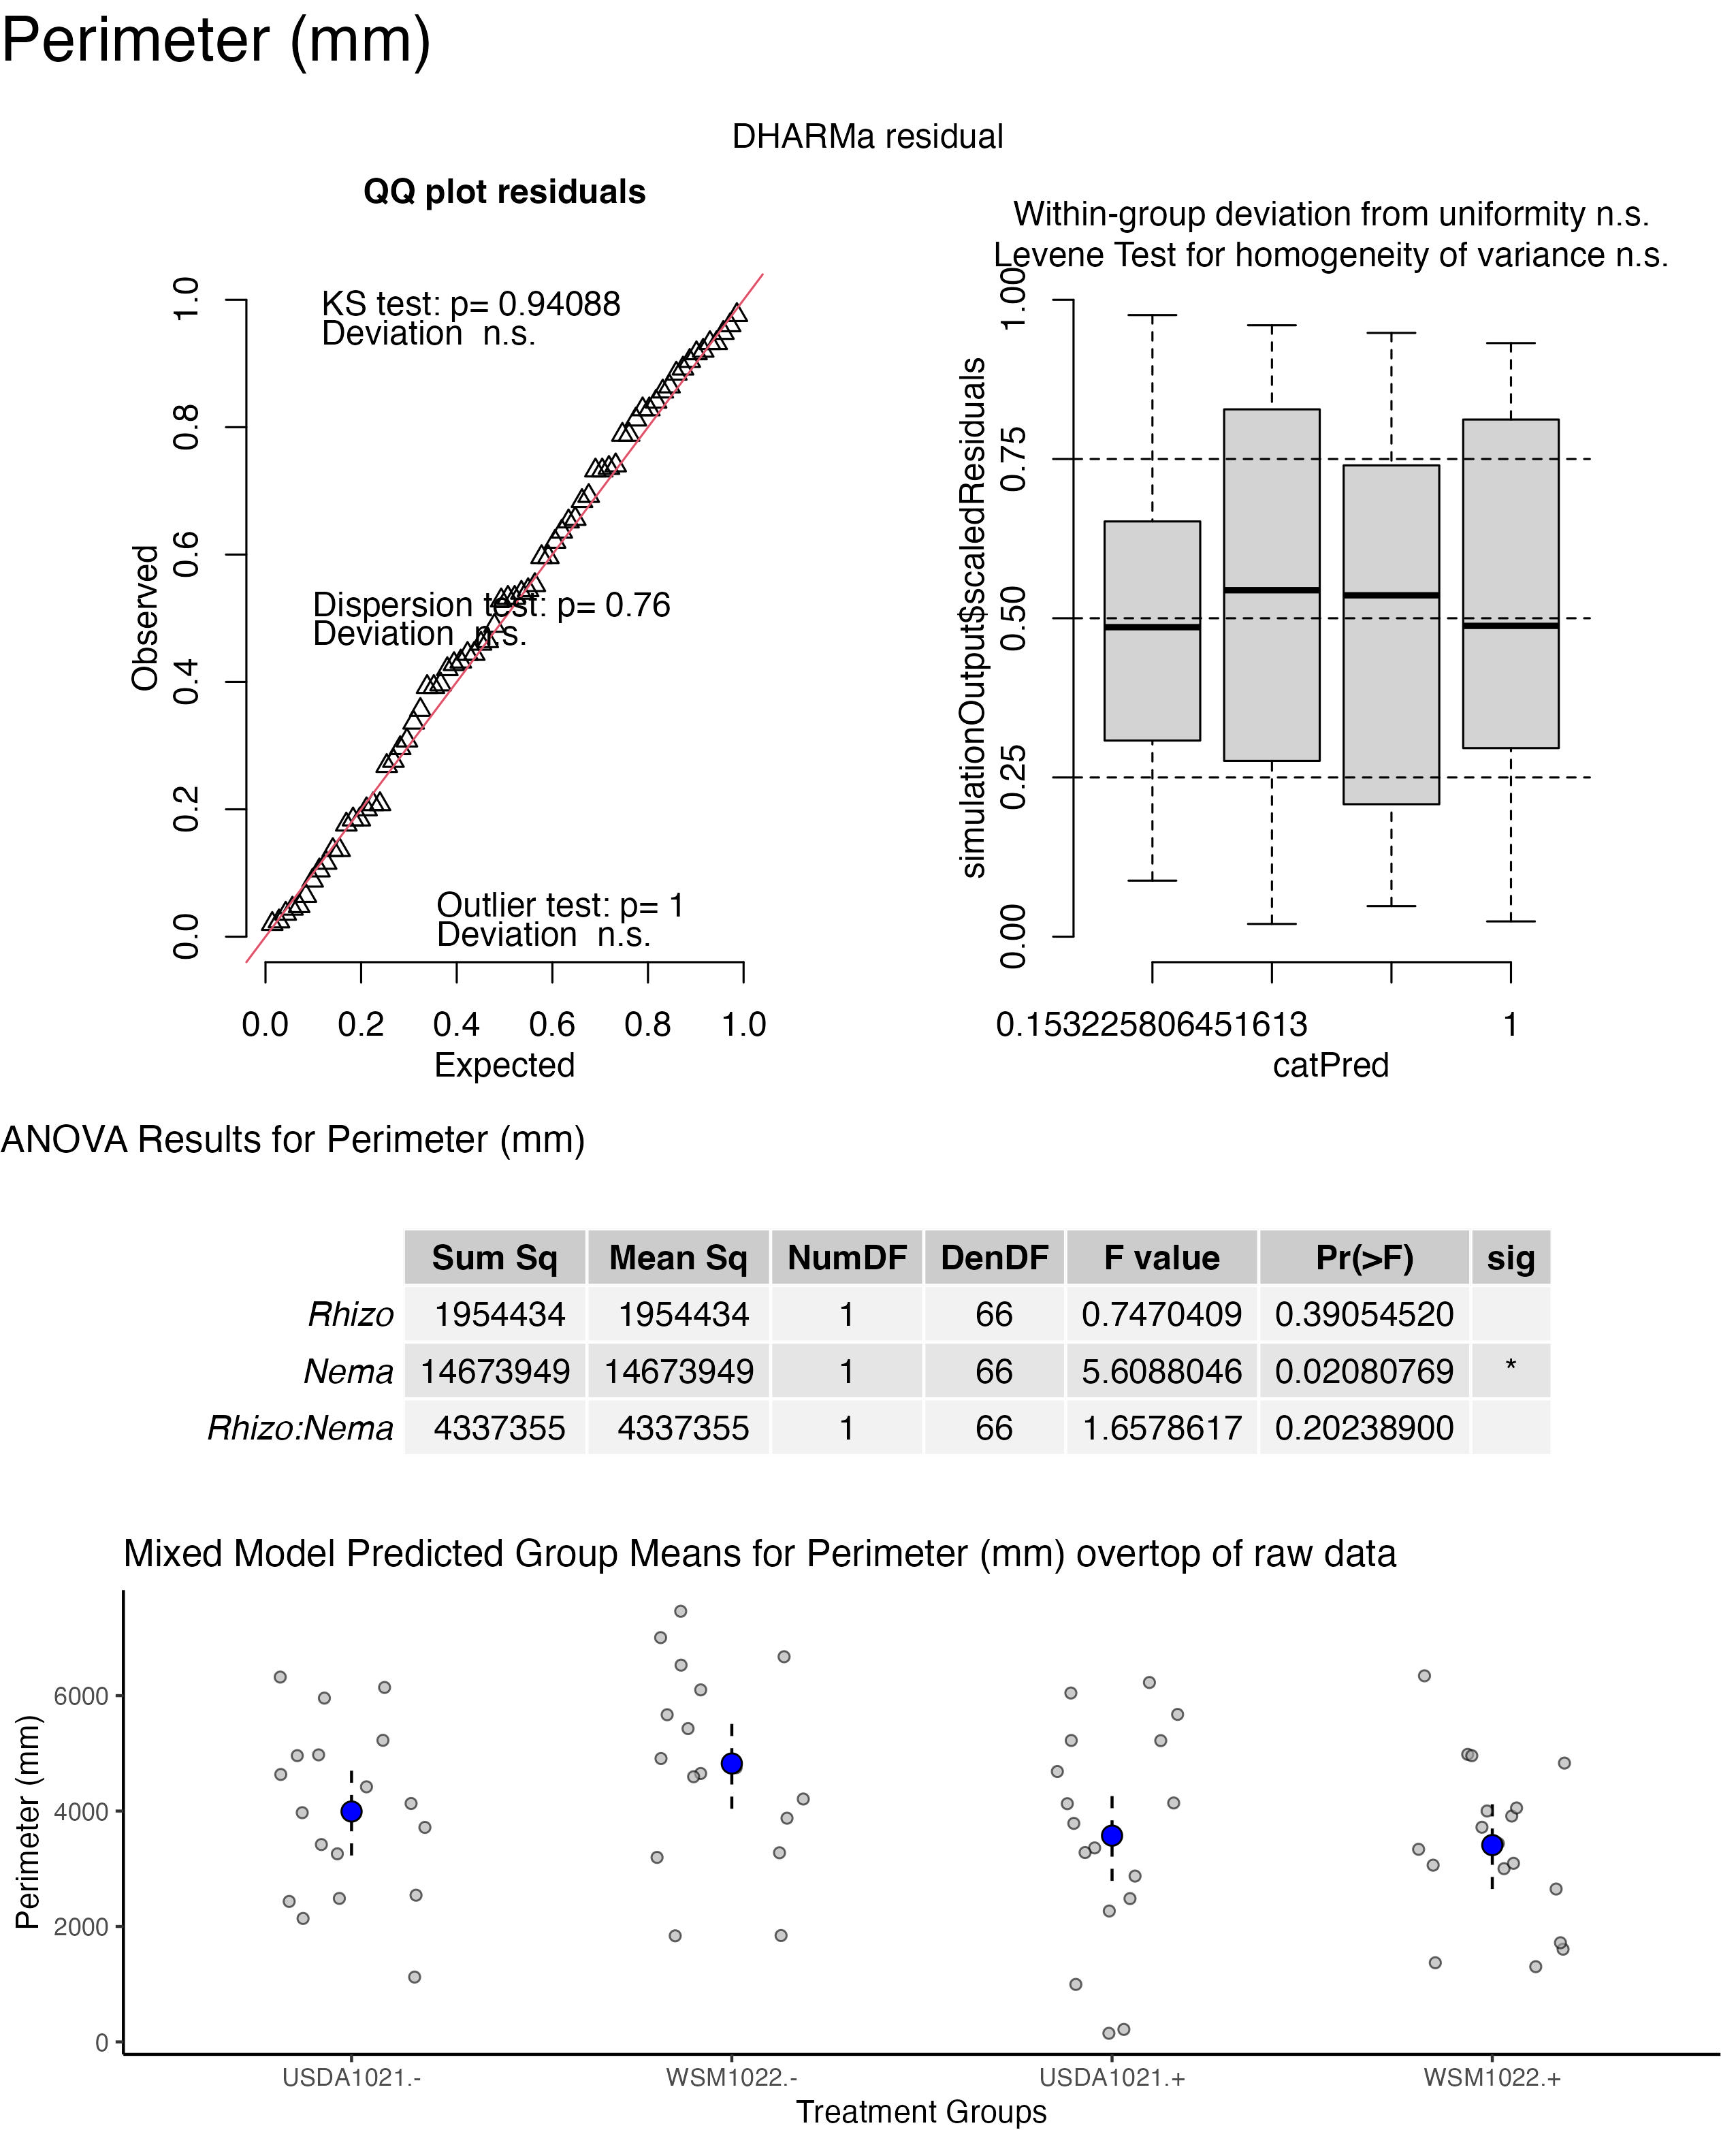 Perimeter (mm)
DHARMa residual
QQ plot residuals
KS test: p= 0.94088
Deviation n.s.
Dispersion test: p= 0.76
Deviation n.s.
Outlier test: p= 1
Deviation n.s.
Observed
0.0 0.2 0.4 0.6 0.8 1.0
0.0 0.2 0.4 0.6 0.8 1.0
Expected
Within-group deviation from uniformity n.s.
Levene Test for homogeneity of variance n.s.
simulationOutput$scaledResiduals
0.00 0.25 0.50 0.75 1.00
0.153225806451613 1
catPred
ANOVA Results for Perimeter (mm)
Sum Sq Mean Sq NumDF DenDF F value Pr(>F) sig
Rhizo 1954434 1954434 1 66 0.7470409 0.39054520
Nema 14673949 14673949 1 66 5.6088046 0.02080769 *
Rhizo:Nema 4337355 4337355 1 66 1.6578617 0.20238900
Mixed Model Predicted Group Means for Perimeter (mm) overtop of raw data
Perimeter (mm)
6000
4000
2000
0
USDA1021.- WSM1022.- USDA1021.+ WSM1022.+
Treatment Groups